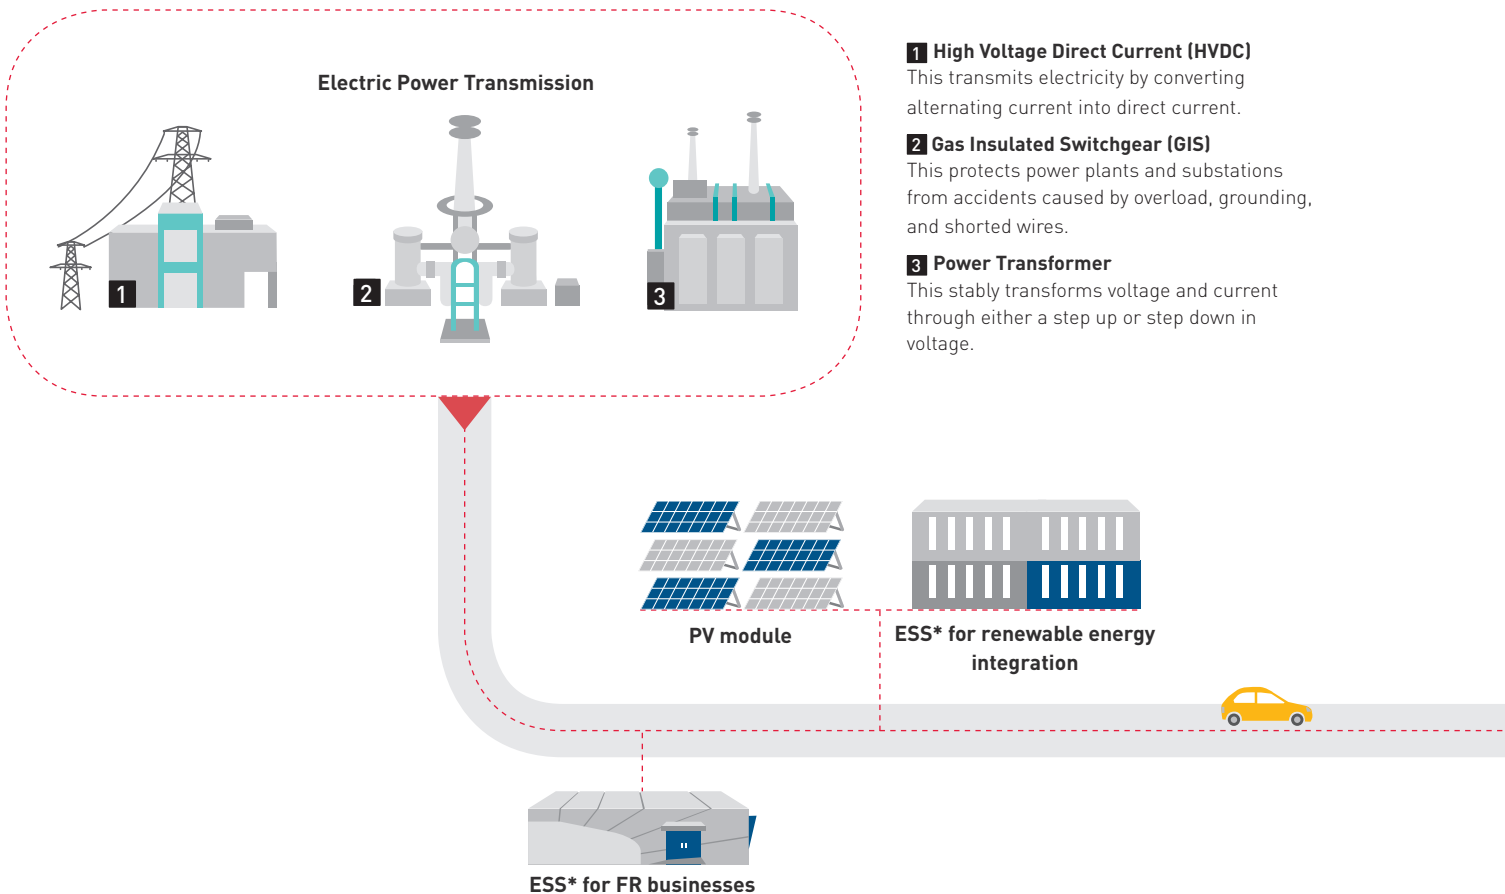 Electric Power Transmission
1
2
3
1 High Voltage Direct Current (HVDC)
This transmits electricity by converting
alternating current into direct current.
2 Gas Insulated Switchgear (GIS)
This protects power plants and substations
from accidents caused by overload, grounding,
and shorted wires.
3 Power Transformer
This stably transforms voltage and current
through either a step up or step down in
voltage.
PV module
ESS* for renewable energy
integration
ESS* for FR businesses